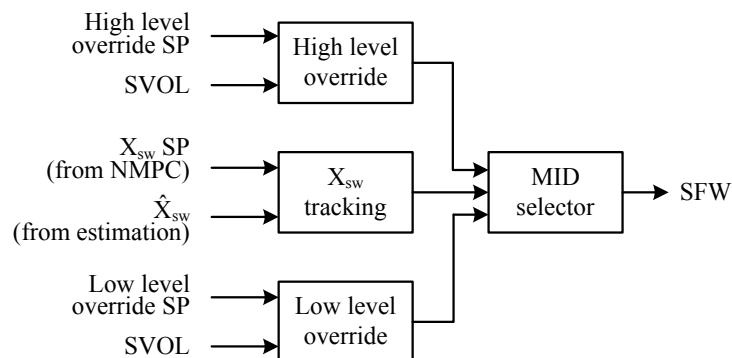 High level
override SP
SVOL
High level
override
X_sw SP
(from NMPC)
X̂_sw
(from estimation)
X_sw
tracking
MID
selector
SFW
Low level
override SP
SVOL
Low level
override